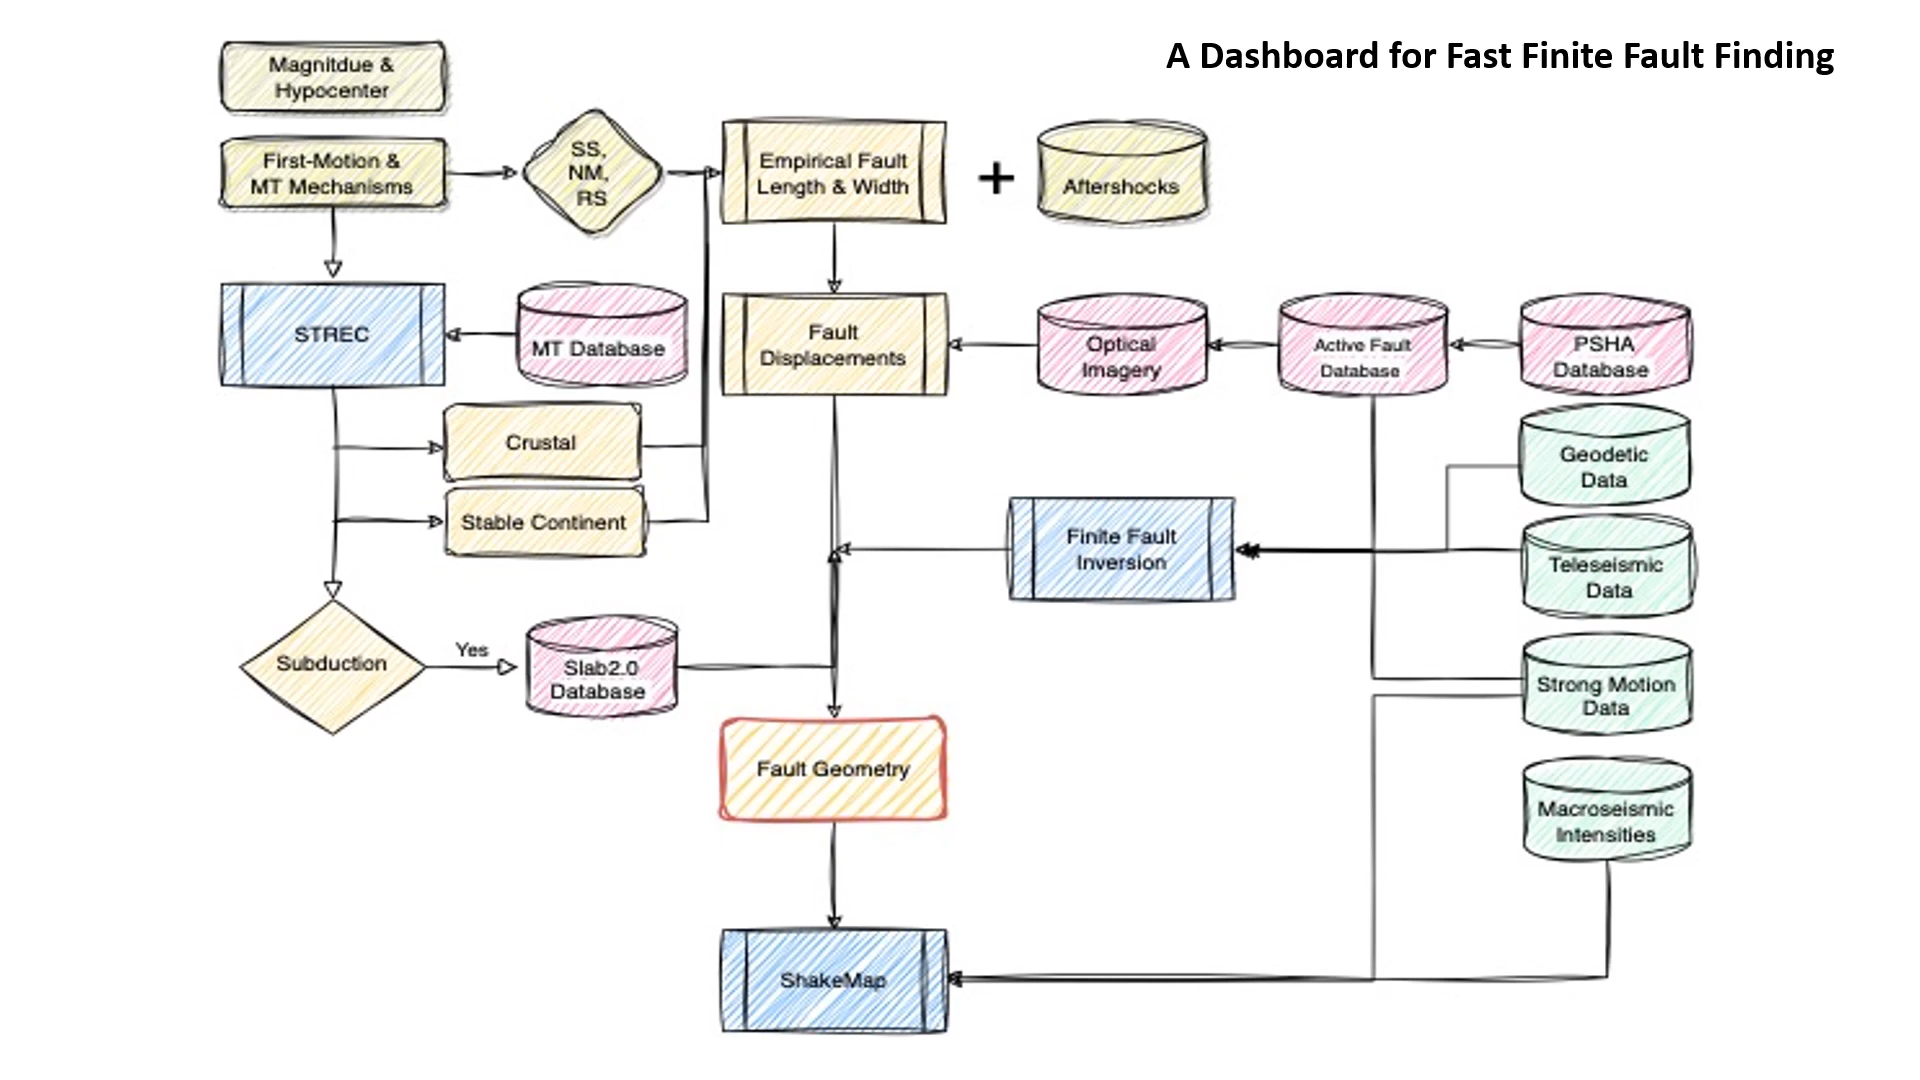 A Dashboard for Fast Finite Fault Finding
Magnitdue &
Hypocenter
First-Motion &
MT Mechanisms
SS,
NM,
RS
Empirical Fault
Length & Width
+
Aftershocks
STREC
MT Database
Fault
Displacements
Optical
Imagery
Active Fault
Database
PSHA
Database
Crustal
Stable Continent
Geodetic
Data
Finite Fault
Inversion
Teleseismic
Data
Subduction
Yes
Slab2.0
Database
Strong Motion
Data
Fault Geometry
Macroseismic
Intensities
ShakeMap